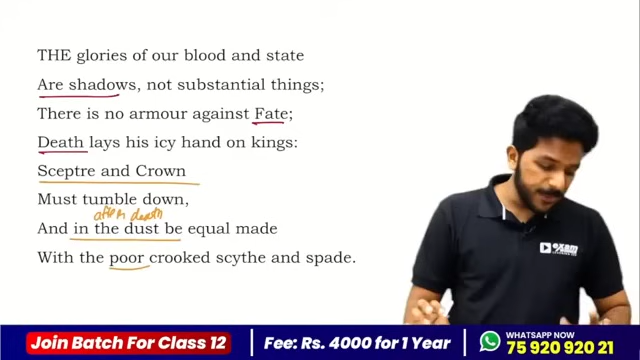 THE glories of our blood and state
Are shadows, not substantial things;
There is no armour against Fate;
Death lays his icy hand on kings:
Sceptre and Crown
Must tumble down,
after death
And in the dust be equal made
With the poor crooked scythe and spade.
exam
Join Batch For Class 12
Fee: Rs. 4000 for 1 Year
WHATSAPP NOW
75 920 920 21